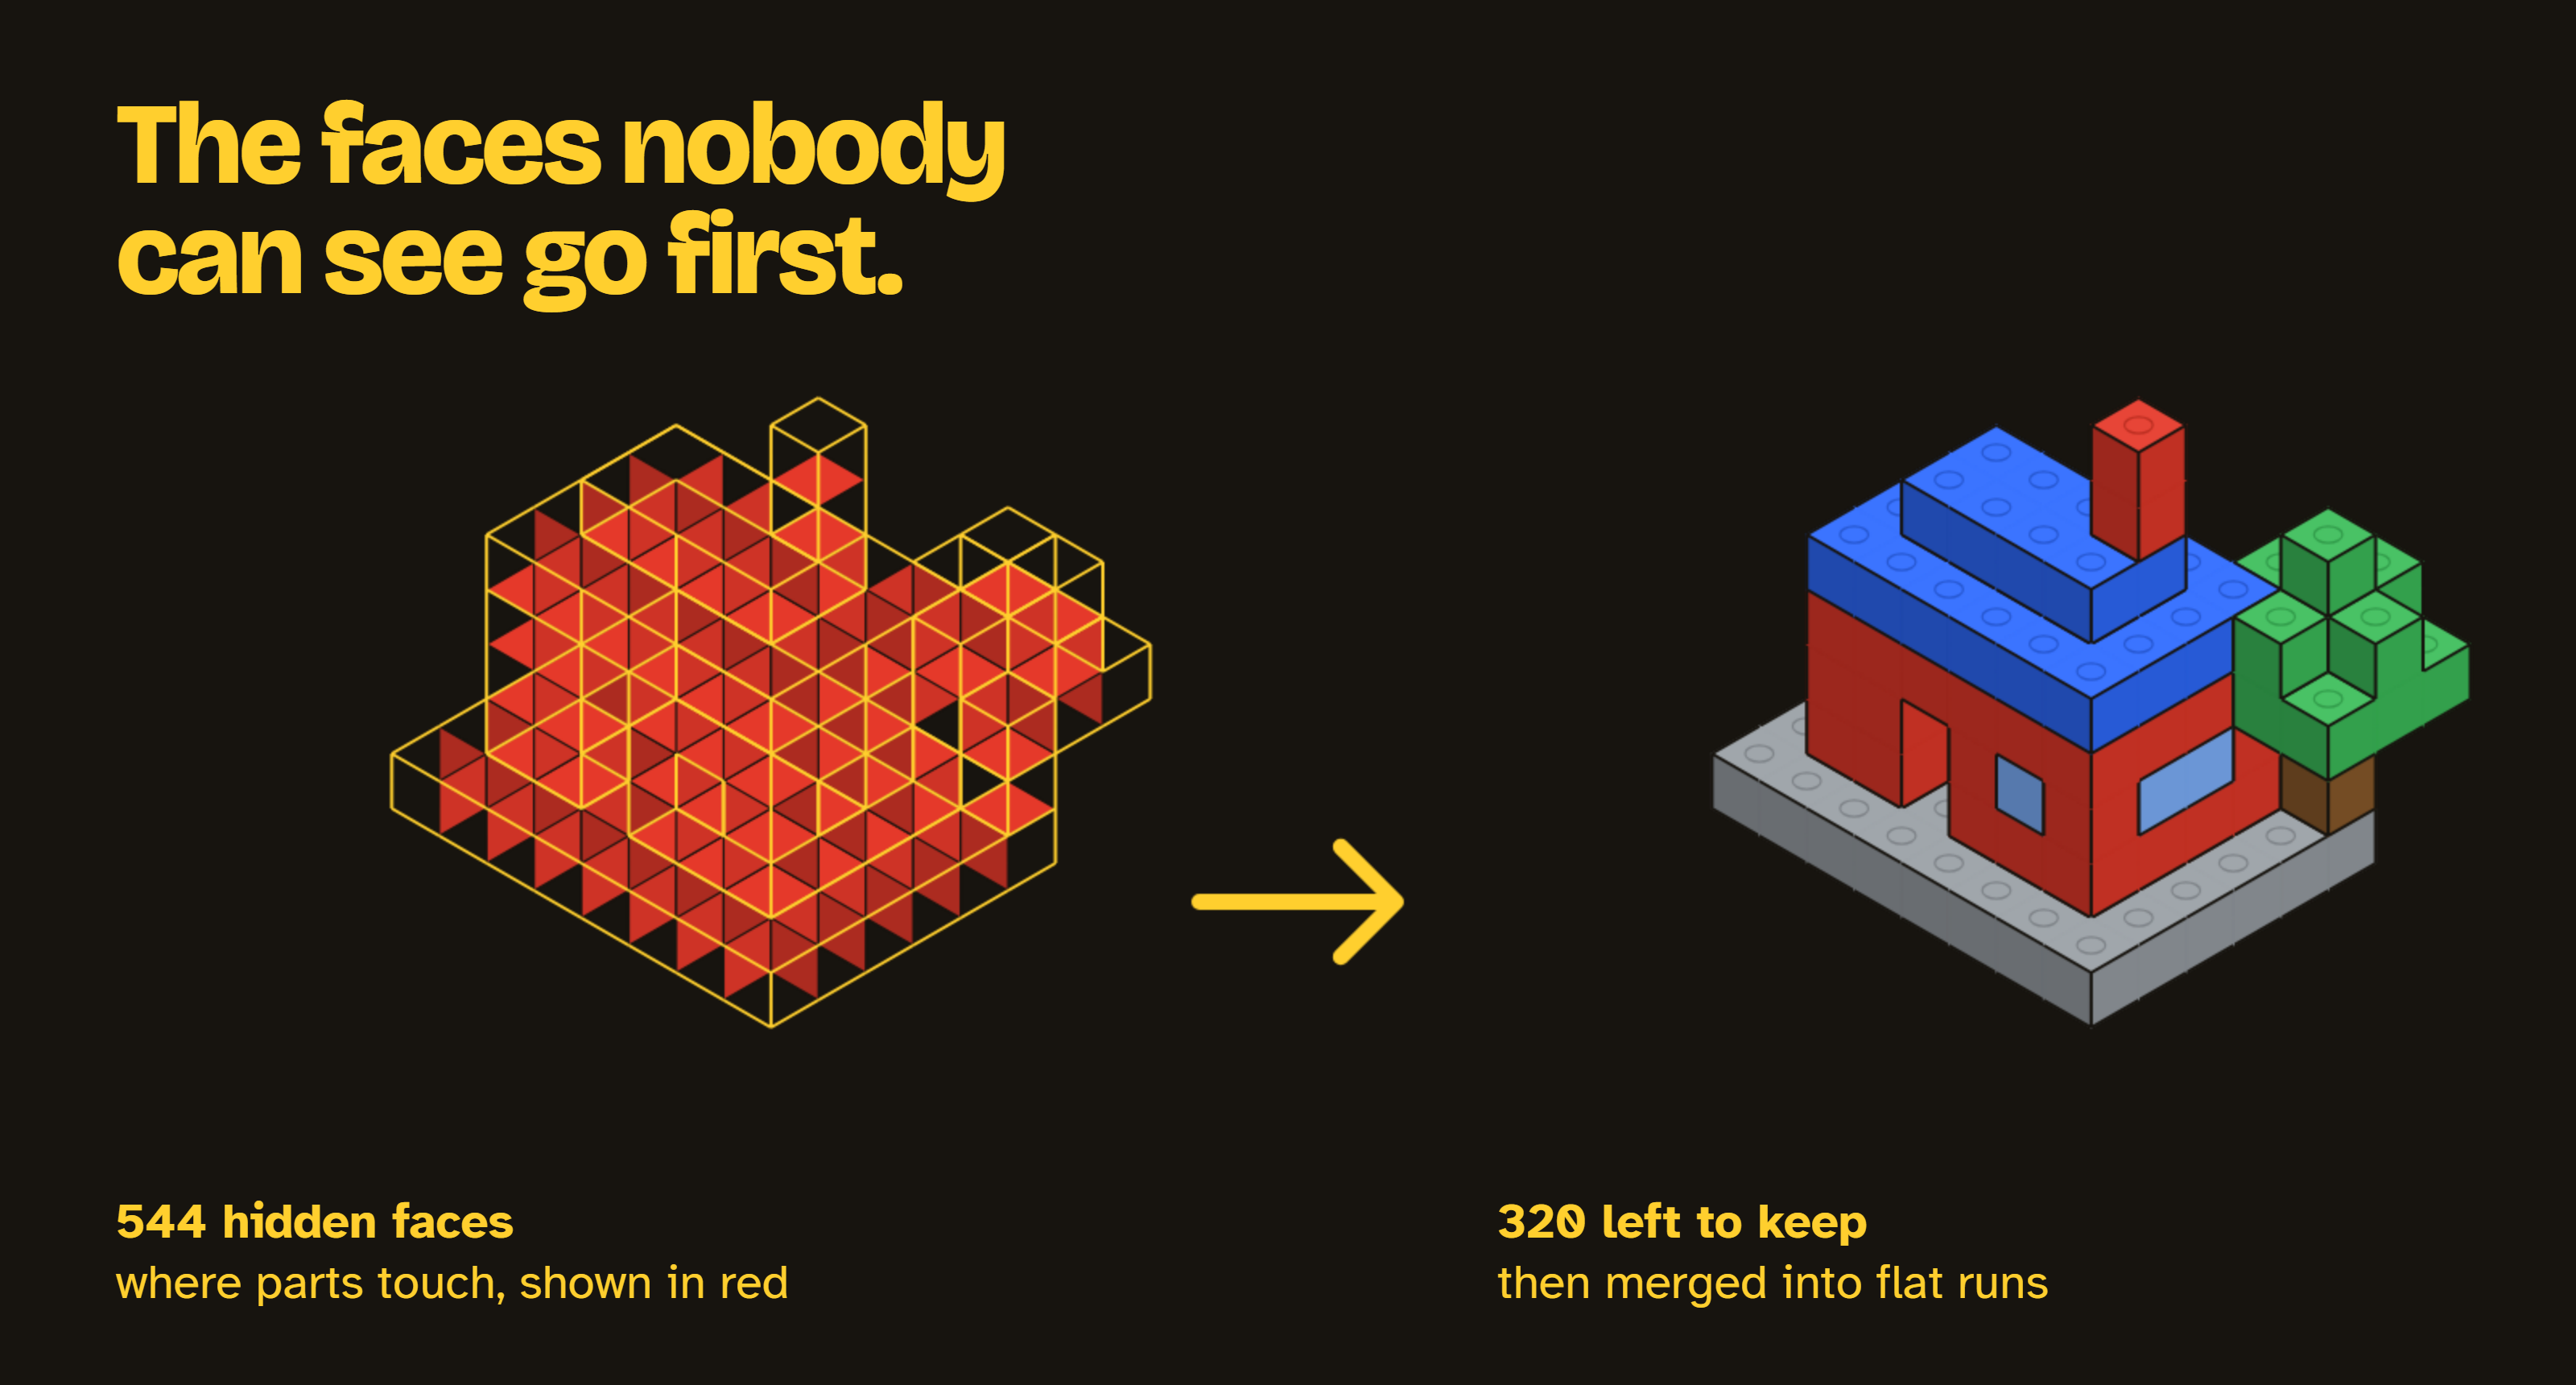 The faces nobody
can see go first.
544 hidden faces
where parts touch, shown in red
320 left to keep
then merged into flat runs